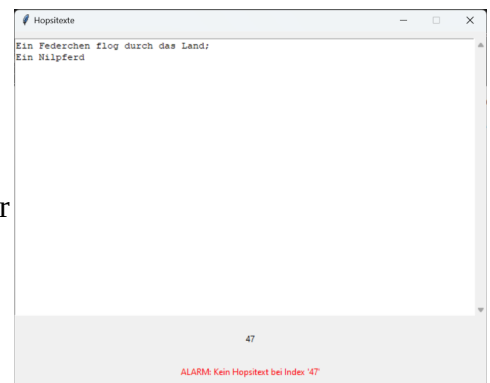 Hopsitexte
Ein Federchen flog durch das Land;
Ein Nilpferd
r
47
ALARM: Kein Hopsitext bei Index '47'